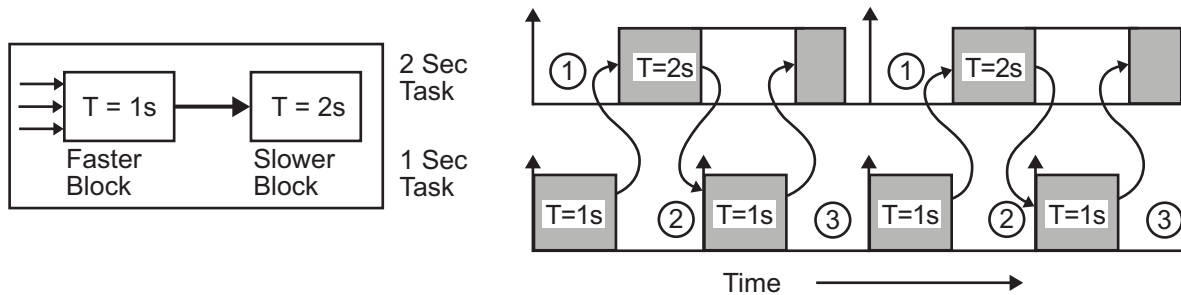 T = 1s
T = 2s
Faster
Block
Slower
Block
2 Sec
Task
1 Sec
Task
1
T=2s
1
T=2s
T=1s
2
T=1s
3
T=1s
2
T=1s
3
Time